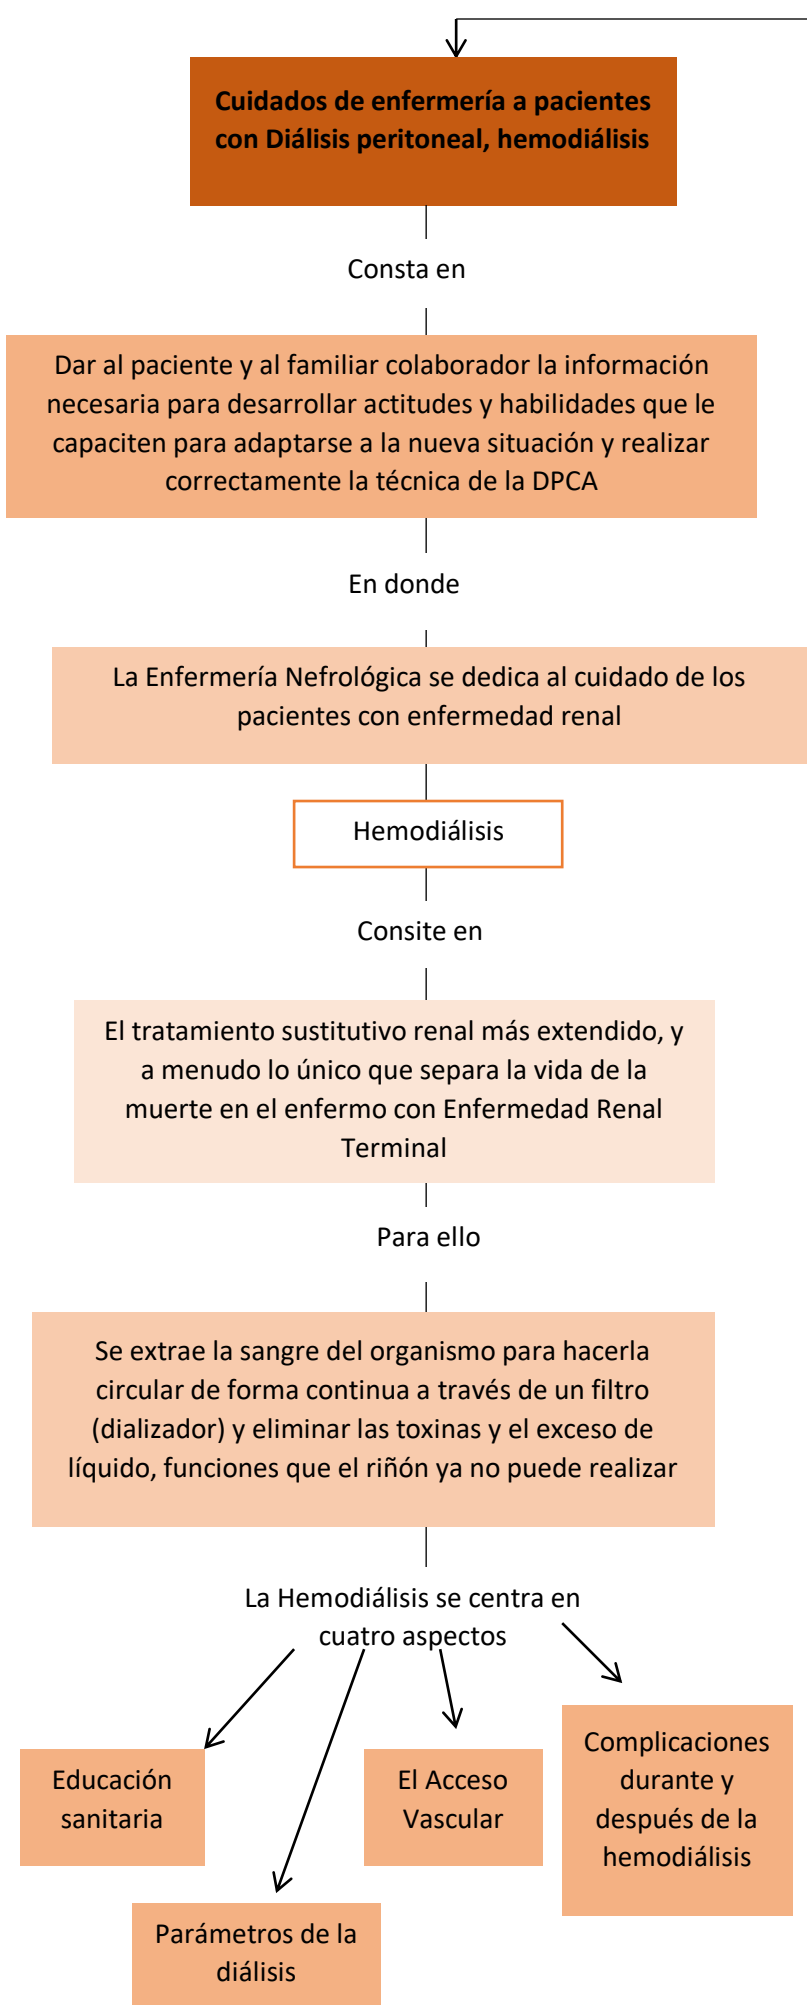 Cuidados de enfermería a pacientes
con Diálisis peritoneal, hemodiálisis
Consta en
Dar al paciente y al familiar colaborador la información
necesaria para desarrollar actitudes y habilidades que le
capaciten para adaptarse a la nueva situación y realizar
correctamente la técnica de la DPCA
En donde
La Enfermería Nefrológica se dedica al cuidado de los
pacientes con enfermedad renal
Hemodiálisis
Consite en
El tratamiento sustitutivo renal más extendido, y
a menudo lo único que separa la vida de la
muerte en el enfermo con Enfermedad Renal
Terminal
Para ello
Se extrae la sangre del organismo para hacerla
circular de forma continua a través de un filtro
(dializador) y eliminar las toxinas y el exceso de
líquido, funciones que el riñón ya no puede realizar
La Hemodiálisis se centra en
cuatro aspectos
Educación
sanitaria
Parámetros de la
diálisis
El Acceso
Vascular
Complicaciones
durante y
después de la
hemodiálisis